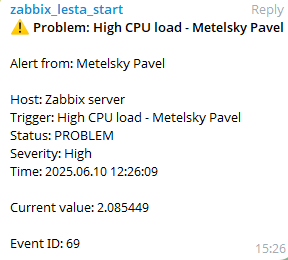 zabbix_lesta_start Reply
⚠️ Problem: High CPU load - Metelsky Pavel
Alert from: Metelsky Pavel
Host: Zabbix server
Trigger: High CPU load - Metelsky Pavel
Status: PROBLEM
Severity: High
Time: 2025.06.10 12:26:09
Current value: 2.085449
Event ID: 69
15:26